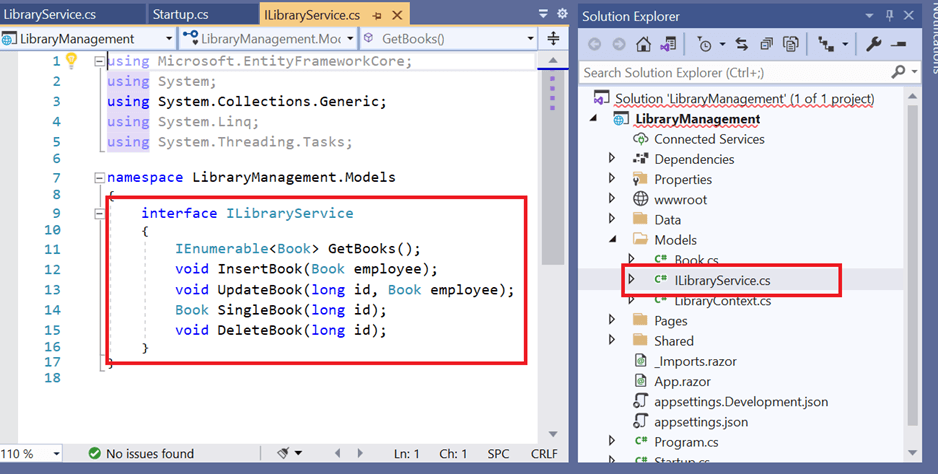 LibraryService.cs Startup.cs ILibraryService.cs
LibraryManagement LibraryManagement.Mo GetBooks()
1 using Microsoft.EntityFrameworkCore;
2 using System;
3 using System.Collections.Generic;
4 using System.Linq;
5 using System.Threading.Tasks;
6
7 namespace LibraryManagement.Models
8 {
9 interface ILibraryService
10 {
11 IEnumerable<Book> GetBooks();
12 void InsertBook(Book employee);
13 void UpdateBook(long id, Book employee);
14 Book SingleBook(long id);
15 void DeleteBook(long id);
16 }
17 }
18
110 % No issues found Ln: 1 Ch: 1 SPC CRLF
Solution Explorer
Search Solution Explorer (Ctrl+;)
Solution 'LibraryManagement' (1 of 1 project)
LibraryManagement
Connected Services
Dependencies
Properties
wwwroot
Data
Models
C# Book.cs
C# ILibraryService.cs
C# LibraryContext.cs
Pages
Shared
_Imports.razor
App.razor
appsettings.Development.json
appsettings.json
C# Program.cs
C# Startup.cs
Notifications